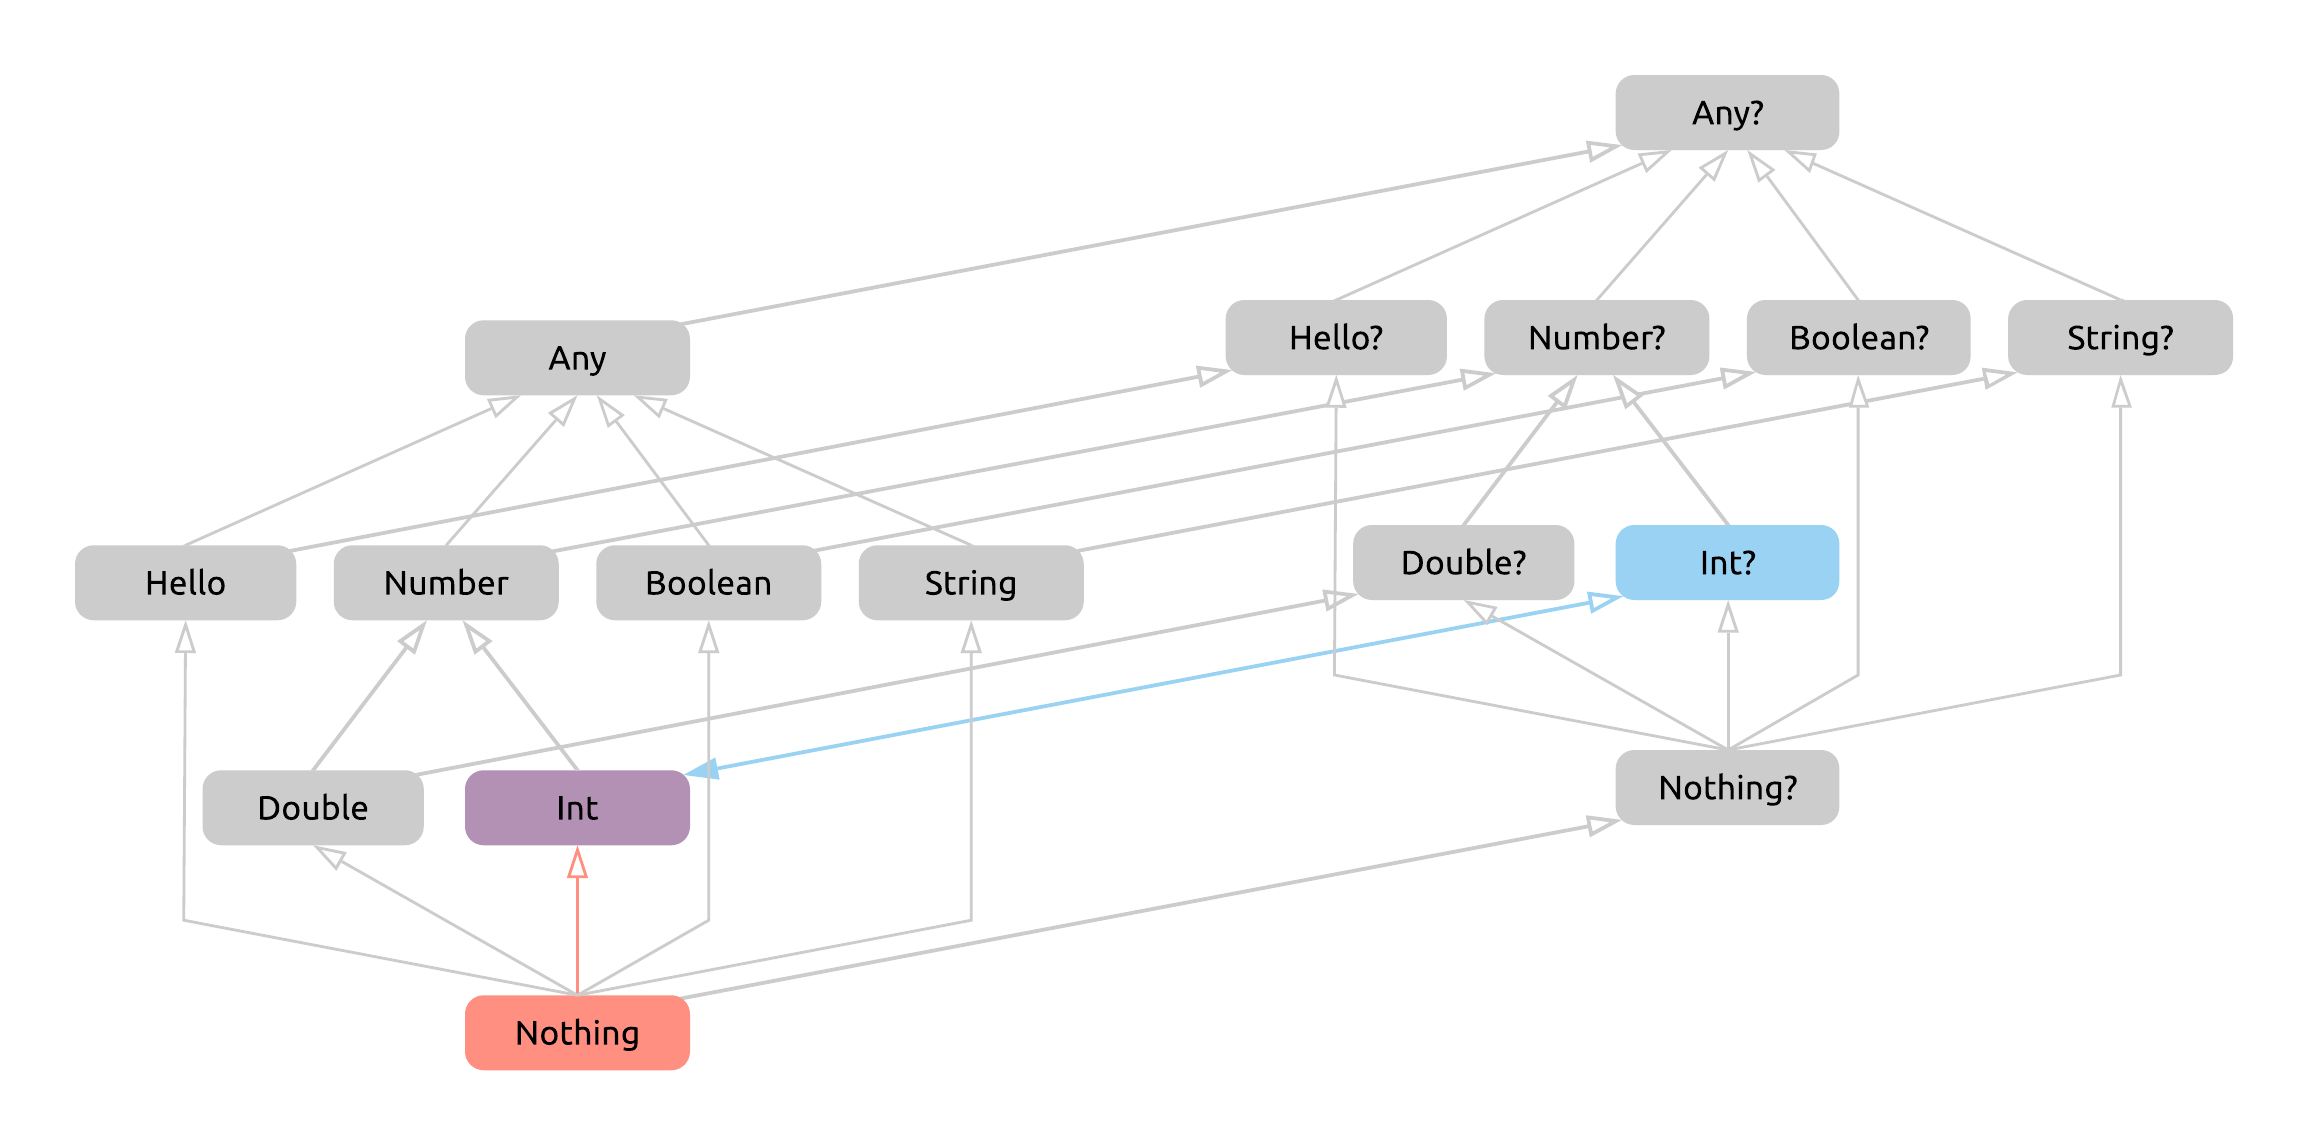 Any?
Hello?
Number?
Boolean?
String?
Any
Double?
Int?
Hello
Number
Boolean
String
Nothing?
Double
Int
Nothing